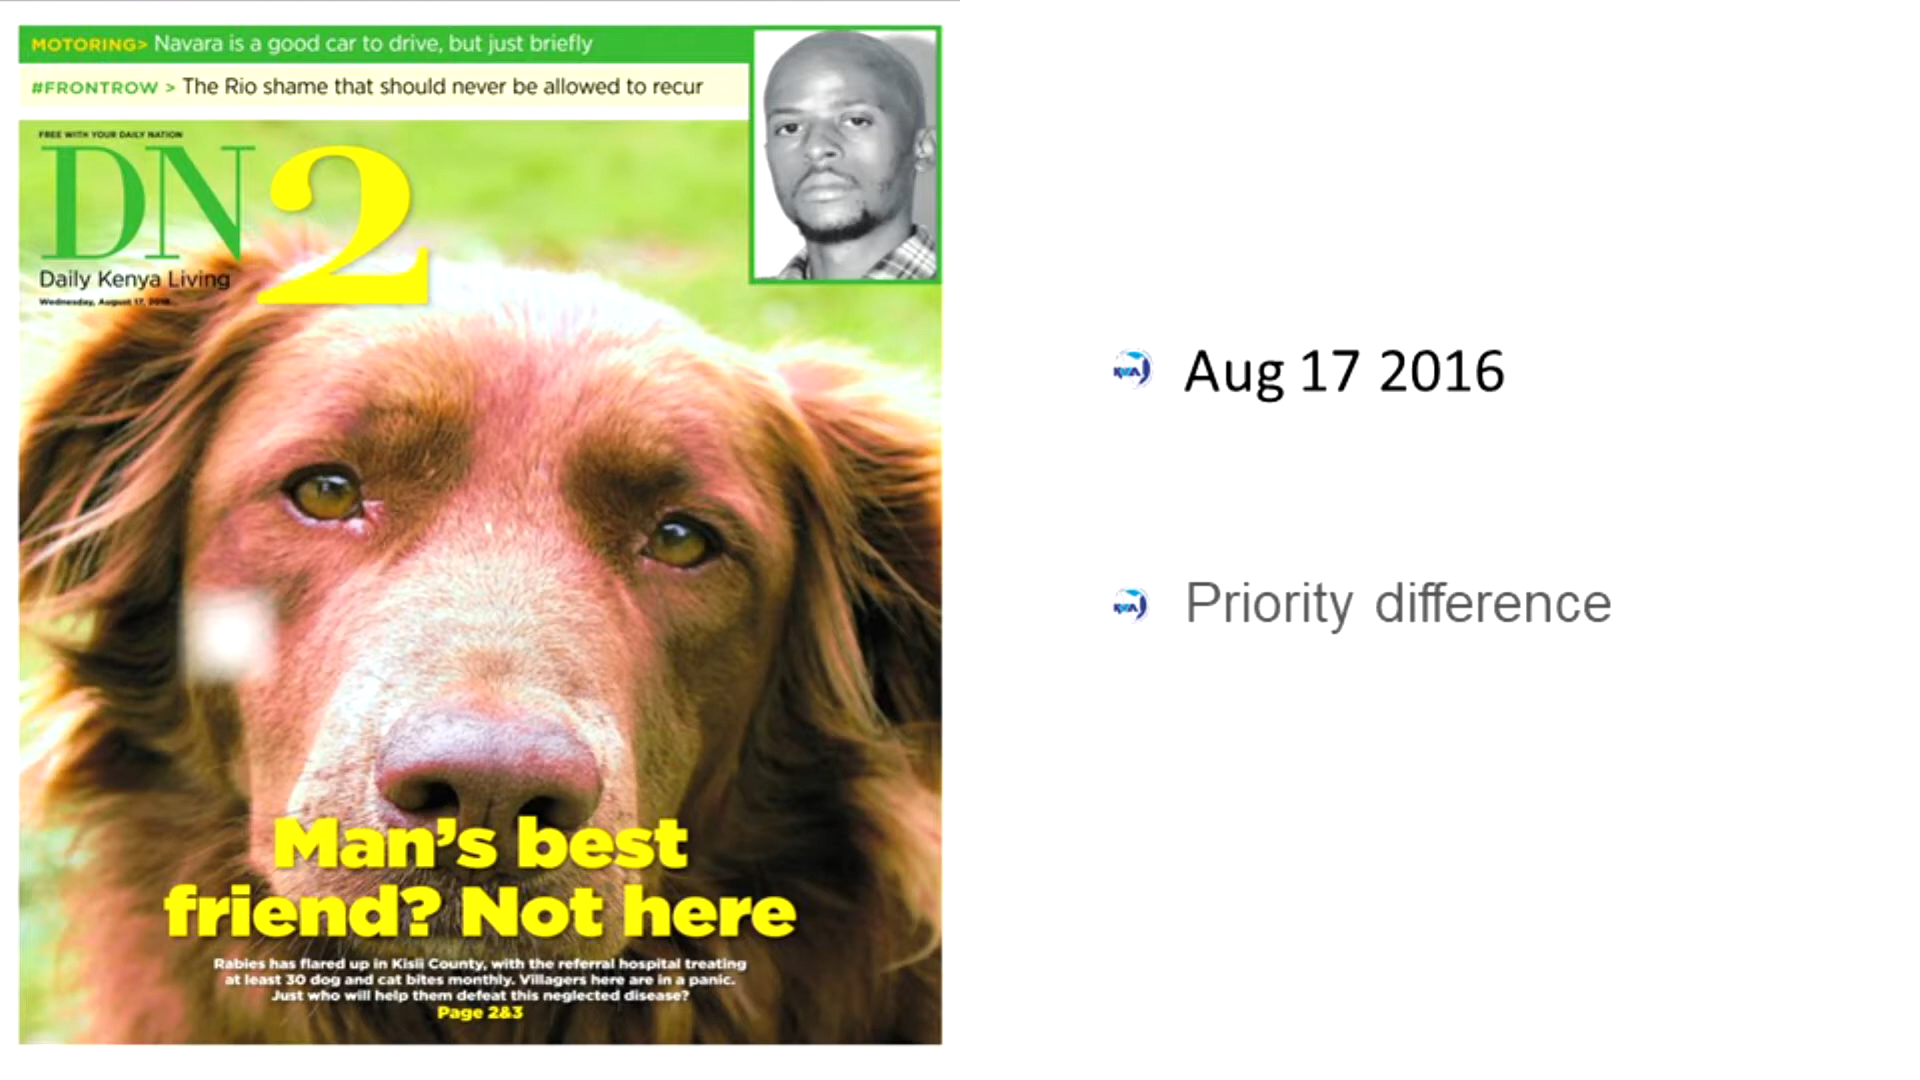 MOTORING> Navara is a good car to drive, but just briefly
#FRONTROW > The Rio shame that should never be allowed to recur
FREE WITH YOUR DAILY NATION
DN2
Daily Kenya Living
Wednesday, August 17, 2016
Man's best
friend? Not here
Rabies has flared up in Kisii County, with the referral hospital treating
at least 30 dog and cat bites monthly. Villagers here are in a panic.
Just who will help them defeat this neglected disease?
Page 2&3
KVA Aug 17 2016
KVA Priority difference